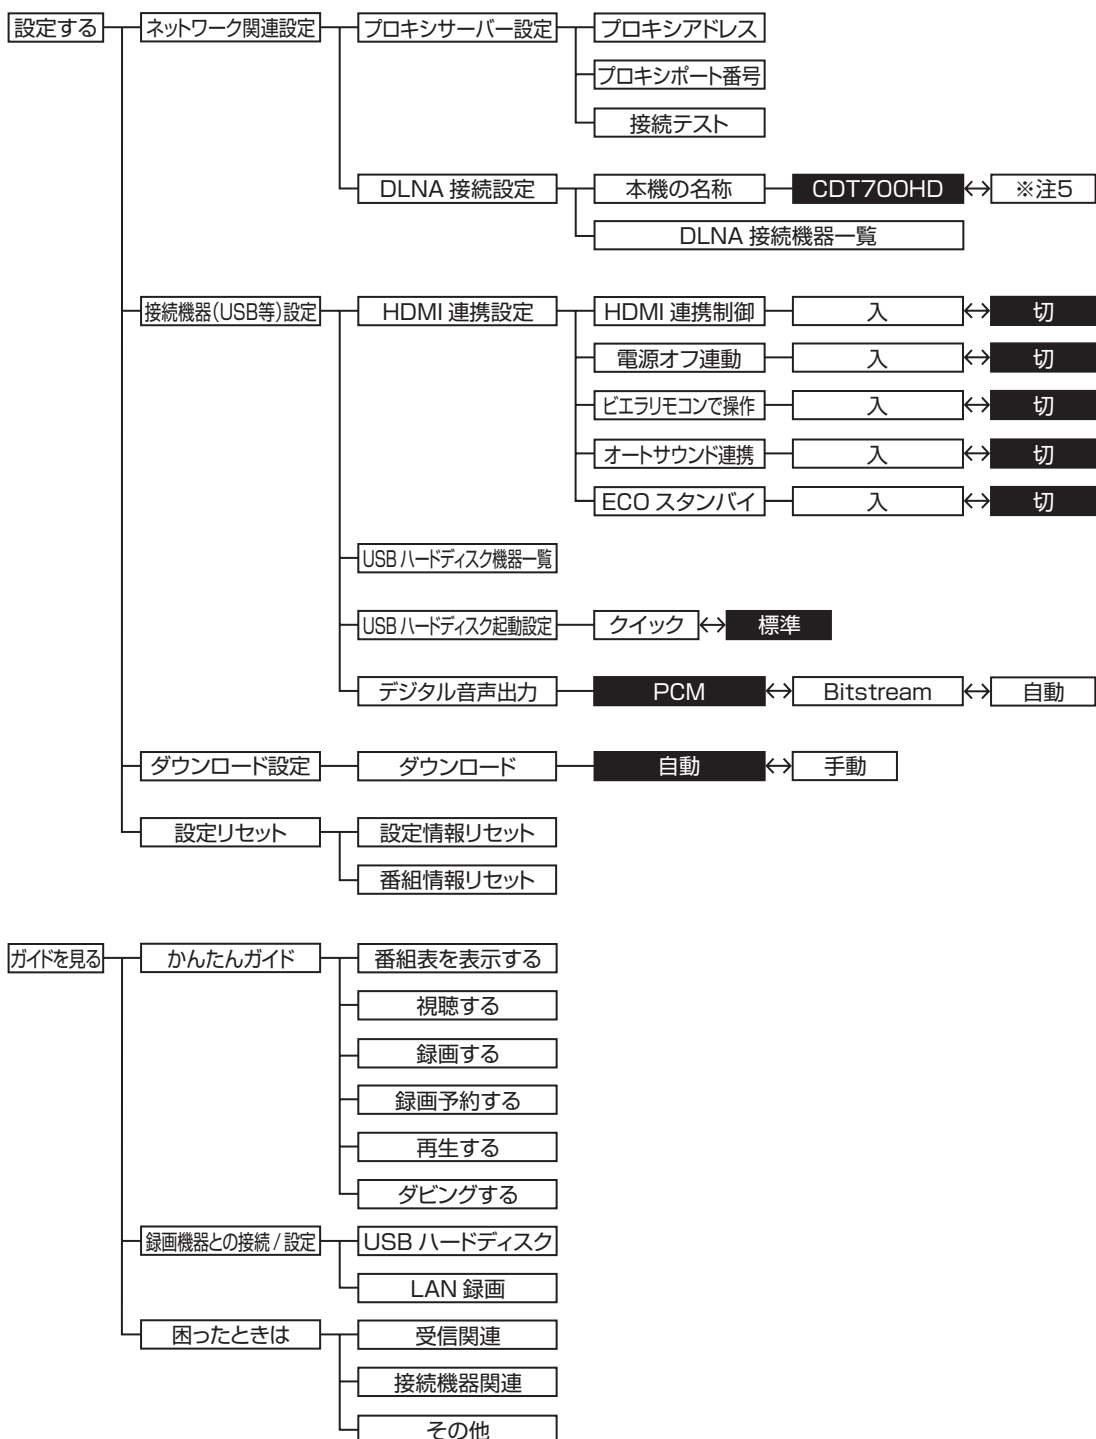 設定する ネットワーク関連設定 プロキシサーバー設定 プロキシアドレス
プロキシポート番号
接続テスト
DLNA 接続設定 本機の名称 CDT700HD ↔ ※注5
DLNA 接続機器一覧
接続機器(USB等)設定 HDMI 連携設定 HDMI 連携制御 入 ↔ 切
電源オフ連動 入 ↔ 切
ビエラリモコンで操作 入 ↔ 切
オートサウンド連携 入 ↔ 切
ECO スタンバイ 入 ↔ 切
USB ハードディスク機器一覧
USB ハードディスク起動設定 クイック ↔ 標準
デジタル音声出力 PCM ↔ Bitstream ↔ 自動
ダウンロード設定 ダウンロード 自動 ↔ 手動
設定リセット 設定情報リセット
番組情報リセット
ガイドを見る かんたんガイド 番組表を表示する
視聴する
録画する
録画予約する
再生する
ダビングする
録画機器との接続 / 設定 USB ハードディスク
LAN 録画
困ったときは 受信関連
接続機器関連
その他